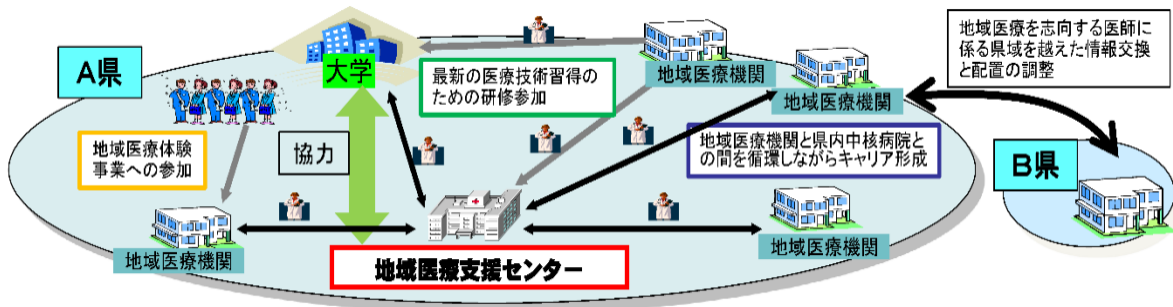 A県
大学
最新の医療技術習得の
ための研修参加
地域医療機関
地域医療機関
地域医療を志向する医師に
係る県域を越えた情報交換
と配置の調整
地域医療体験
事業への参加
協力
地域医療機関と県内中核病院と
の間を循環しながらキャリア形成
B県
地域医療機関
地域医療機関
地域医療支援センター